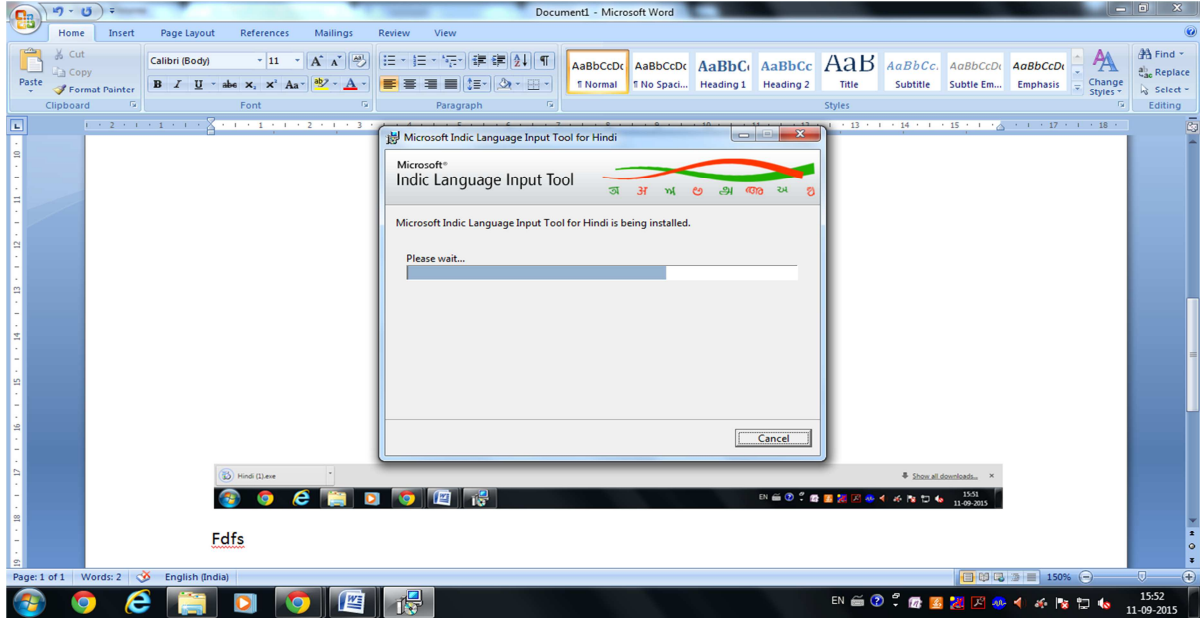 Document1 - Microsoft Word
Home Insert Page Layout References Mailings Review View
Paste
Cut
Copy
Format Painter
Clipboard
Calibri (Body) 11
B I U abc x₂ x² Aa ab A
Font
Paragraph
AaBbCcDc AaBbCcDc AaBbC AaBbCc AaB AaBbCc. AaBbCcDc AaBbCcDc
¶ Normal ¶ No Spaci... Heading 1 Heading 2 Title Subtitle Subtle Em... Emphasis
Change Styles
Styles
Find
Replace
Select
Editing
Microsoft Indic Language Input Tool for Hindi
Microsoft®
Indic Language Input Tool
Microsoft Indic Language Input Tool for Hindi is being installed.
Please wait...
Cancel
Hindi (1).exe
Show all downloads...
EN
15:51
11-09-2015
Fdfs
Page: 1 of 1 Words: 2 English (India) 150%
EN
15:52
11-09-2015